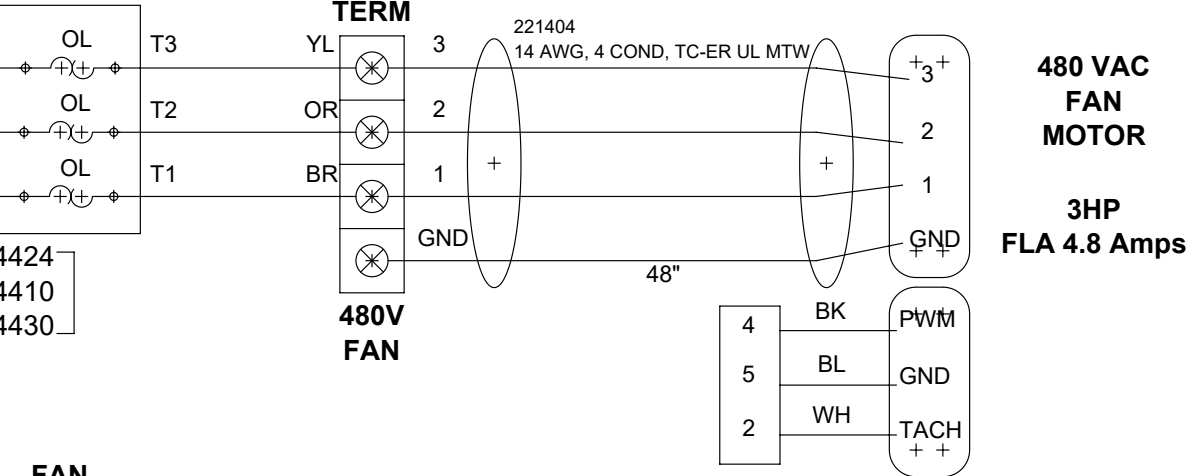 TERM
OL T3 YL 3
221404
14 AWG, 4 COND, TC-ER UL MTW
3
OL T2 OR 2
2
OL T1 BR 1
1
GND
GND
48"
480 VAC
FAN
MOTOR
3HP
FLA 4.8 Amps
4424
4410
4430
480V
FAN
4 BK PWM
5 BL GND
2 WH TACH
FAN